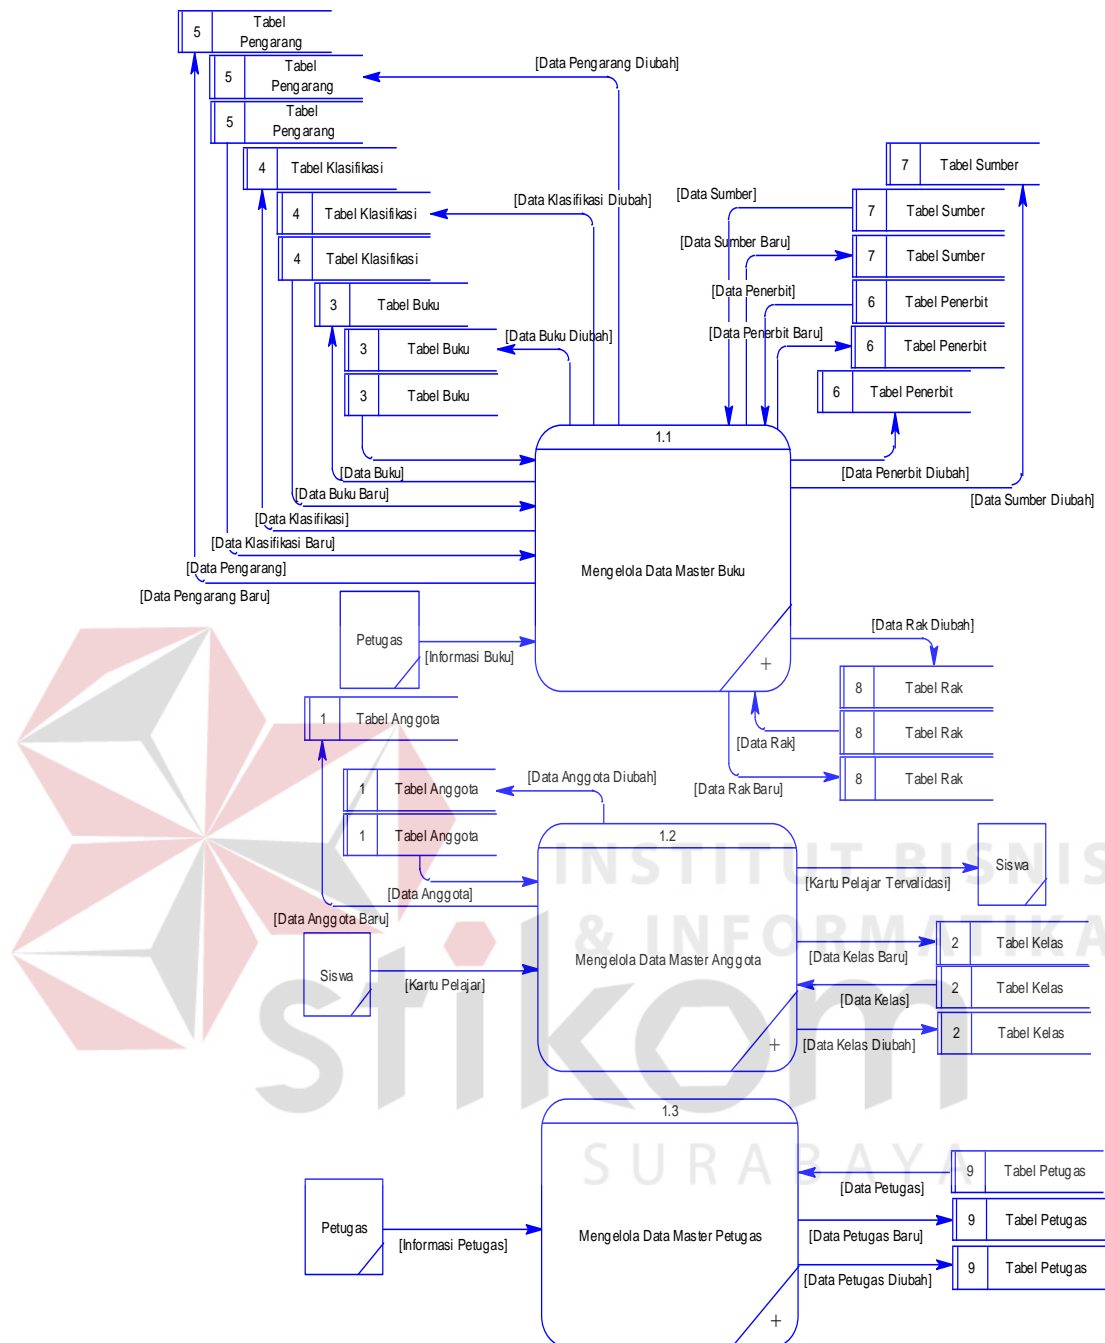 5
Tabel
Pengarang
5
Tabel
Pengarang
[Data Pengarang Diubah]
5
Tabel
Pengarang
4
Tabel Klasifikasi
7
Tabel Sumber
4
Tabel Klasifikasi
[Data Klasifikasi Diubah]
[Data Sumber]
7
Tabel Sumber
4
Tabel Klasifikasi
[Data Sumber Baru]
7
Tabel Sumber
3
Tabel Buku
[Data Penerbit]
6
Tabel Penerbit
3
Tabel Buku
[Data Buku Diubah]
[Data Penerbit Baru]
6
Tabel Penerbit
3
Tabel Buku
6
Tabel Penerbit
1.1
[Data Buku]
[Data Penerbit Diubah]
[Data Buku Baru]
[Data Sumber Diubah]
[Data Klasifikasi]
[Data Klasifikasi Baru]
[Data Pengarang]
Mengelola Data Master Buku
[Data Pengarang Baru]
Petugas
[Informasi Buku]
[Data Rak Diubah]
+
8
Tabel Rak
1
Tabel Anggota
8
Tabel Rak
[Data Rak]
8
Tabel Rak
[Data Rak Baru]
[Data Anggota Diubah]
1
Tabel Anggota
1
Tabel Anggota
1.2
INSTITUT BISNIS
Siswa
[Data Anggota]
[Kartu Pelajar Tervalidasi]
[Data Anggota Baru]
& INFORMATIKA
2
Tabel Kelas
[Data Kelas Baru]
Mengelola Data Master Anggota
Siswa
[Kartu Pelajar]
2
Tabel Kelas
[Data Kelas]
2
Tabel Kelas
[Data Kelas Diubah]
+
stikom
1.3
SURABAYA
9
Tabel Petugas
[Data Petugas]
Petugas
[Informasi Petugas]
Mengelola Data Master Petugas
9
Tabel Petugas
[Data Petugas Baru]
9
Tabel Petugas
[Data Petugas Diubah]
+